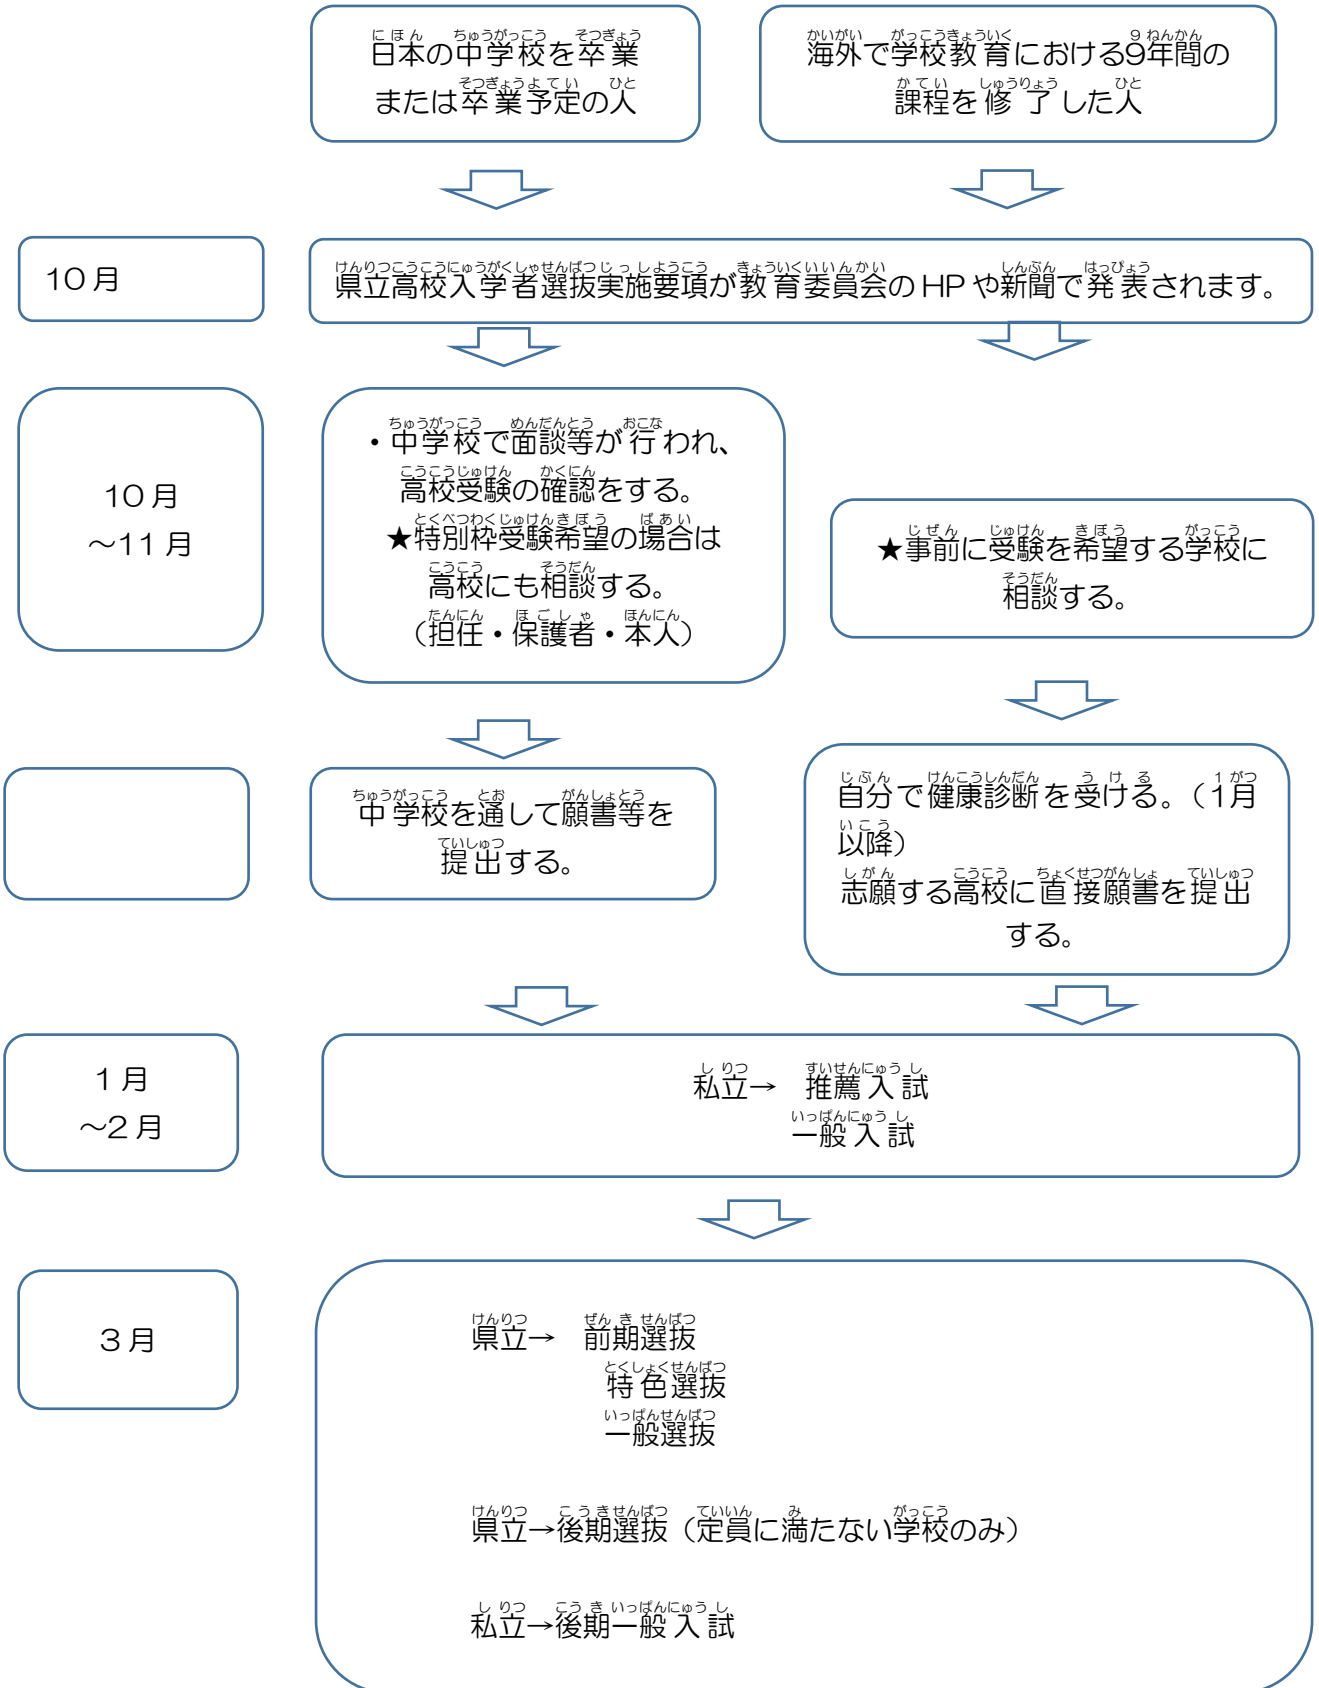 日本の中学校を卒業
または卒業予定の人
海外で学校教育における9年間の
課程を修了した人
10月
県立高校入学者選抜実施要項が教育委員会のHPや新聞で発表されます。
10月
～11月
・中学校で面談等が行われ、
高校受験の確認をする。
★特別枠受験希望の場合は
高校にも相談する。
（担任・保護者・本人）
★事前に受験を希望する学校に
相談する。
中学校を通して願書等を
提出する。
自分で健康診断を受ける。（1月
以降）
志願する高校に直接願書を提出
する。
1月
～2月
私立→　推薦入試
一般入試
3月
県立→　前期選抜
特色選抜
一般選抜
県立→後期選抜（定員に満たない学校のみ）
私立→後期一般入試